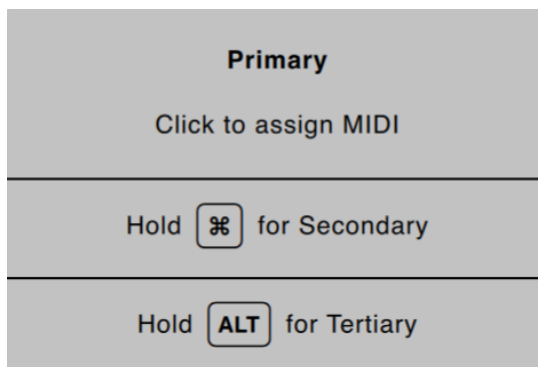 Primary
Click to assign MIDI
Hold ⌘ for Secondary
Hold ALT for Tertiary